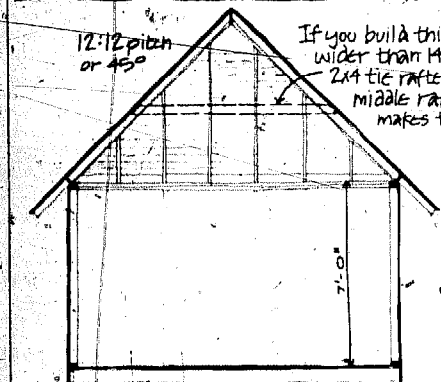 12:12 pitch
or 45°
If you build thi
wider than 14
2x4 tie rafte
middle raf
makes t
7'-0"